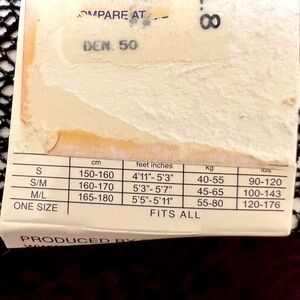 COMPARE AT
8
DEN. 50
cm feet inches kg lbs
S 150-160 4'11"- 5'3" 40-55 90-120
S/M 160-170 5'3"- 5'7" 45-65 100-143
M/L 165-180 5'5"- 5'11" 55-80 120-176
ONE SIZE FITS ALL
PRODUCED BY